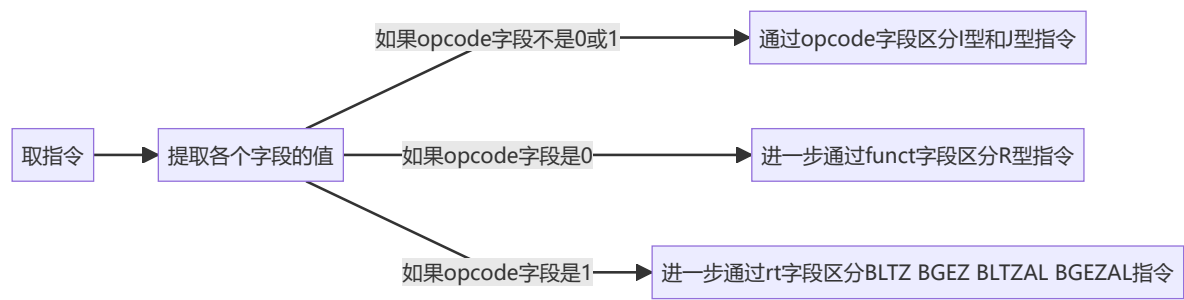 如果opcode字段不是0或1
通过opcode字段区分I型和J型指令
取指令
提取各个字段的值
如果opcode字段是0
进一步通过funct字段区分R型指令
如果opcode字段是1
进一步通过rt字段区分BLTZ BGEZ BLTZAL BGEZAL指令